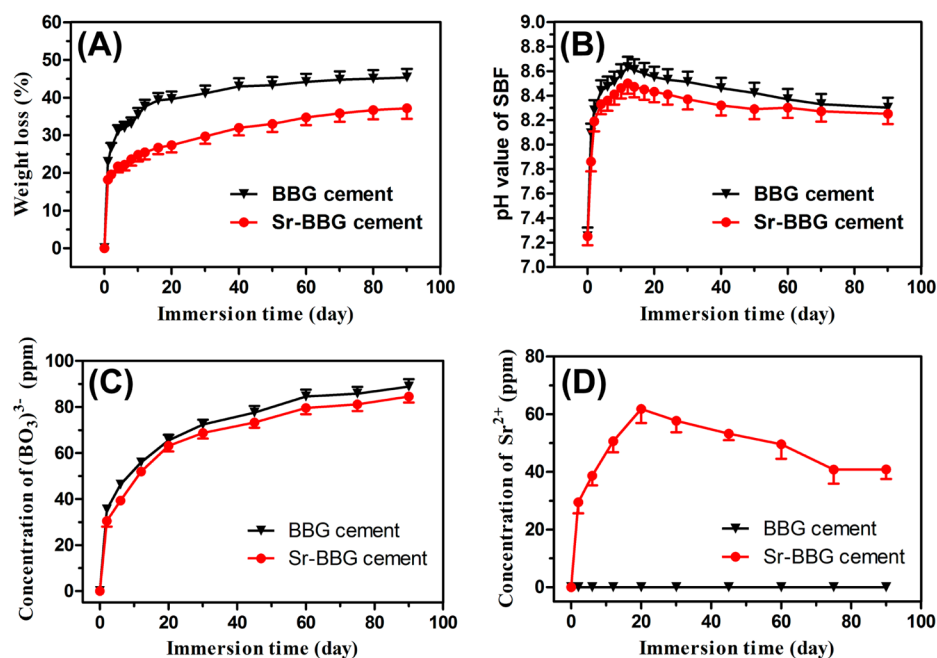 (A)
Weight loss (%)
60
50
40
30
20
10
0
BBG cement
Sr-BBG cement
0 20 40 60 80 100
Immersion time (day)
(B)
pH value of SBF
9.0
8.8
8.6
8.4
8.2
8.0
7.8
7.6
7.4
7.2
7.0
BBG cement
Sr-BBG cement
0 20 40 60 80 100
Immersion time (day)
(C)
Concentration of (BO₃)³⁻ (ppm)
100
80
60
40
20
0
BBG cement
Sr-BBG cement
0 20 40 60 80 100
Immersion time (day)
(D)
Concentration of Sr²⁺ (ppm)
80
60
40
20
0
BBG cement
Sr-BBG cement
0 20 40 60 80 100
Immersion time (day)